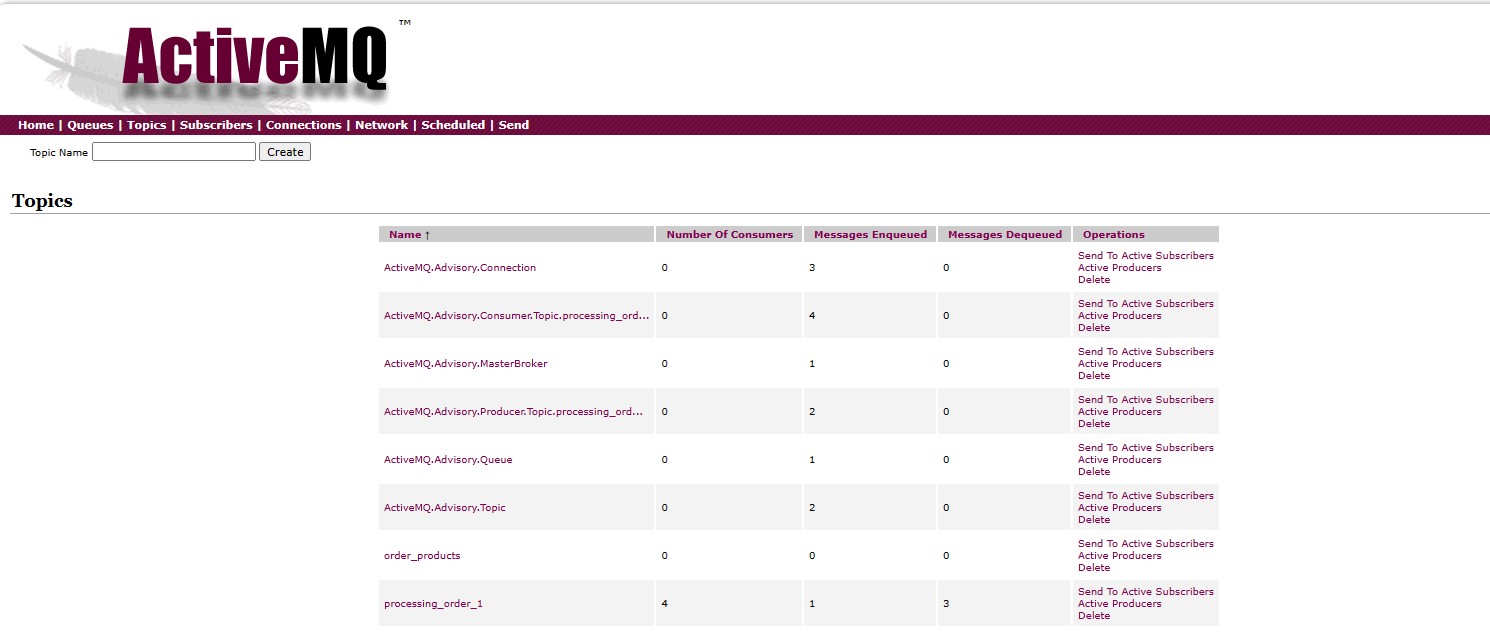 ActiveMQ ™
Home | Queues | Topics | Subscribers | Connections | Network | Scheduled | Send
Topic Name Create
Topics
Name ↑ Number Of Consumers Messages Enqueued Messages Dequeued Operations
ActiveMQ.Advisory.Connection 0 3 0 Send To Active Subscribers
Active Producers
Delete
ActiveMQ.Advisory.Consumer.Topic.processing_ord... 0 4 0 Send To Active Subscribers
Active Producers
Delete
ActiveMQ.Advisory.MasterBroker 0 1 0 Send To Active Subscribers
Active Producers
Delete
ActiveMQ.Advisory.Producer.Topic.processing_ord... 0 2 0 Send To Active Subscribers
Active Producers
Delete
ActiveMQ.Advisory.Queue 0 1 0 Send To Active Subscribers
Active Producers
Delete
ActiveMQ.Advisory.Topic 0 2 0 Send To Active Subscribers
Active Producers
Delete
order_products 0 0 0 Send To Active Subscribers
Active Producers
Delete
processing_order_1 4 1 3 Send To Active Subscribers
Active Producers
Delete